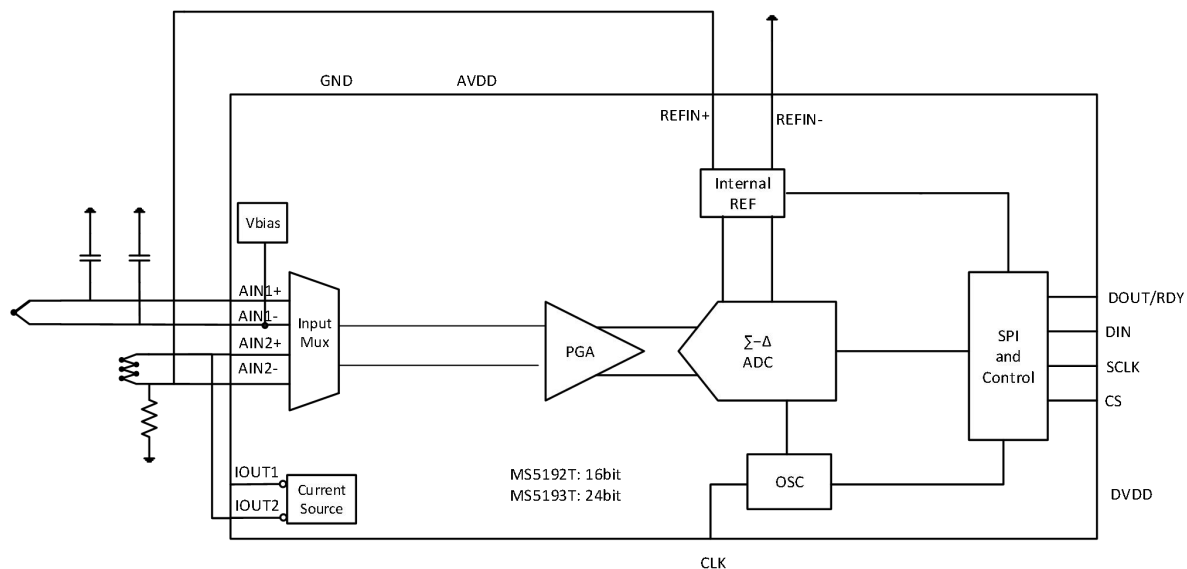 GND
AVDD
REFIN+
REFIN-
Internal
REF
Vbias
AIN1+
AIN1-
AIN2+
AIN2-
Input
Mux
PGA
∑-Δ
ADC
SPI
and
Control
DOUT/RDY
DIN
SCLK
CS
IOUT1
IOUT2
Current
Source
MS5192T: 16bit
MS5193T: 24bit
OSC
DVDD
CLK